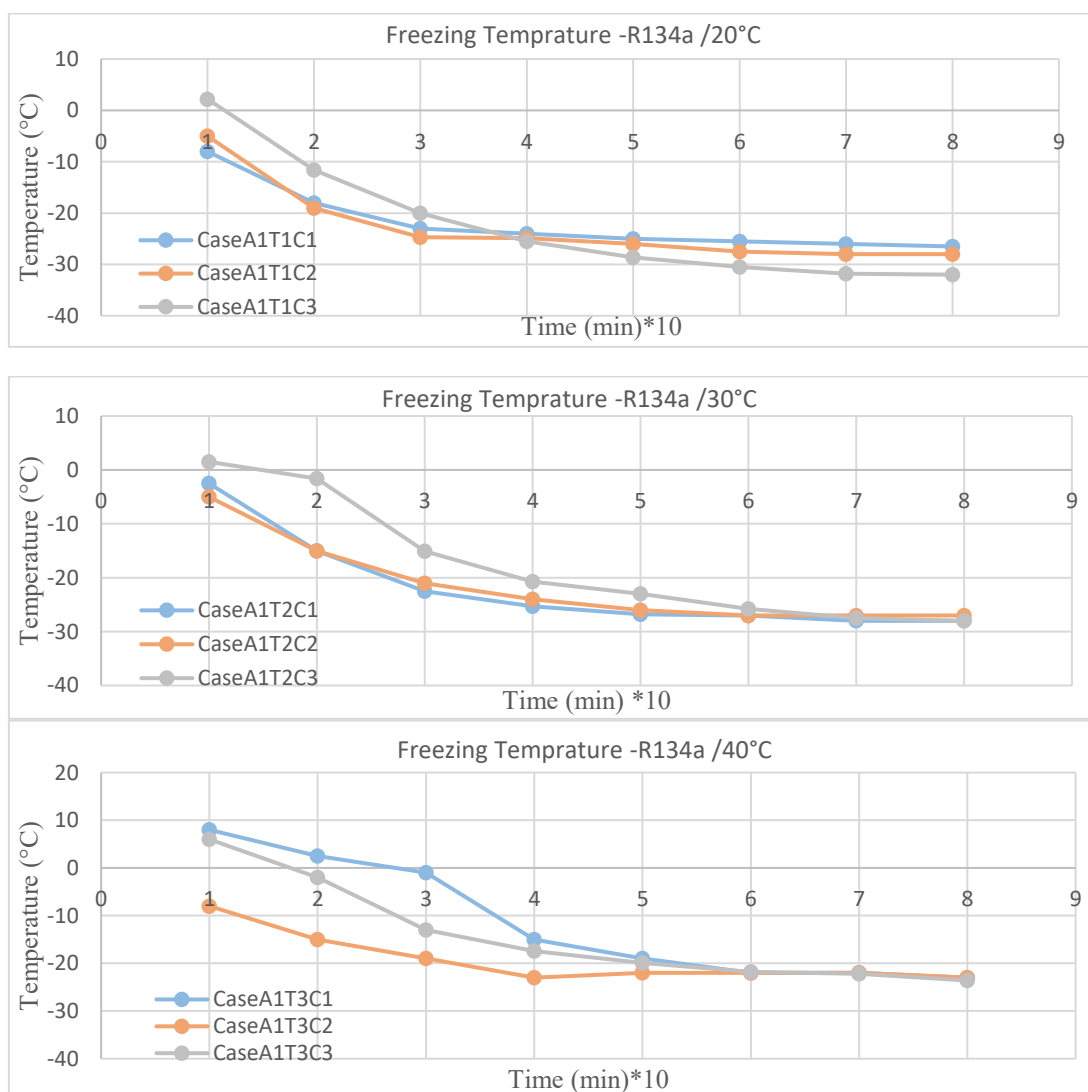 Freezing Temprature -R134a /20°C
Temperature (°C)
10
0
-10
-20
-30
-40
0 1 2 3 4 5 6 7 8 9
CaseA1T1C1
CaseA1T1C2
CaseA1T1C3
Time (min)*10
Freezing Temprature -R134a /30°C
Temperature (°C)
10
0
-10
-20
-30
-40
0 1 2 3 4 5 6 7 8 9
CaseA1T2C1
CaseA1T2C2
CaseA1T2C3
Time (min) *10
Freezing Temprature -R134a /40°C
Temperature (°C)
20
10
0
-10
-20
-30
-40
0 1 2 3 4 5 6 7 8 9
CaseA1T3C1
CaseA1T3C2
CaseA1T3C3
Time (min)*10